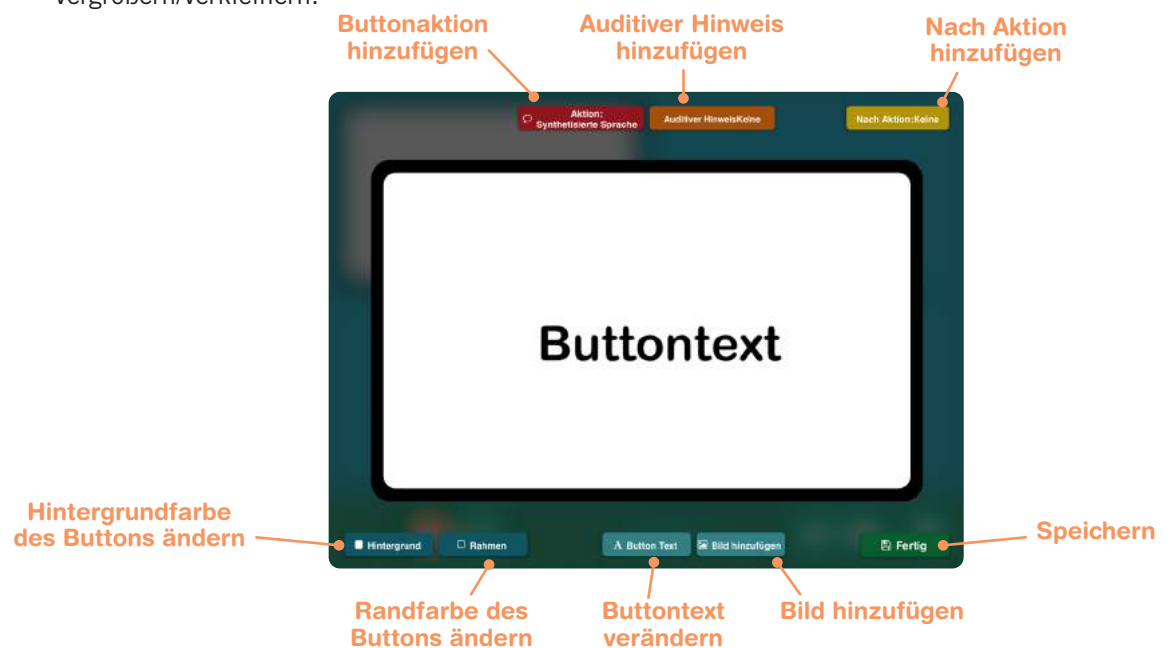 vergrößern/verkleinern.
Buttonaktion
hinzufügen
Auditiver Hinweis
hinzufügen
Nach Aktion
hinzufügen
Aktion:
Synthetisierte Sprache
Auditiver HinweisKeine
Nach Aktion:Keine
Buttontext
Hintergrundfarbe
des Buttons ändern
Hintergrund
Rahmen
A Button Text
Bild hinzufügen
Fertig
Speichern
Randfarbe des
Buttons ändern
Buttontext
verändern
Bild hinzufügen